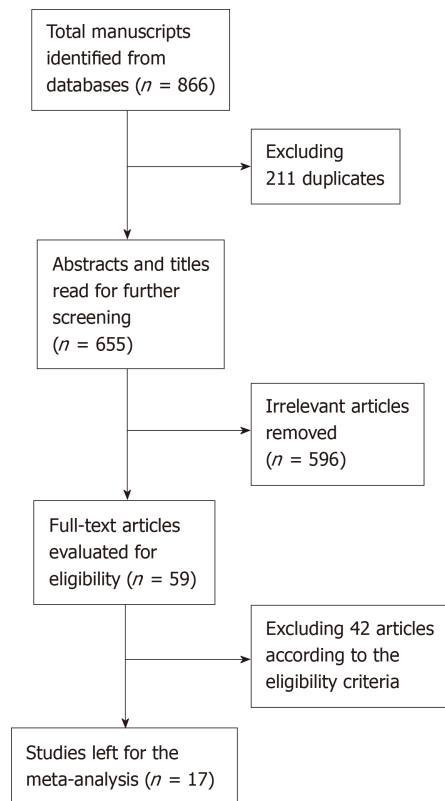 Total manuscripts
identified from
databases (n = 866)
Excluding
211 duplicates
Abstracts and titles
read for further
screening
(n = 655)
Irrelevant articles
removed
(n = 596)
Full-text articles
evaluated for
eligibility (n = 59)
Excluding 42 articles
according to the
eligibility criteria
Studies left for the
meta-analysis (n = 17)